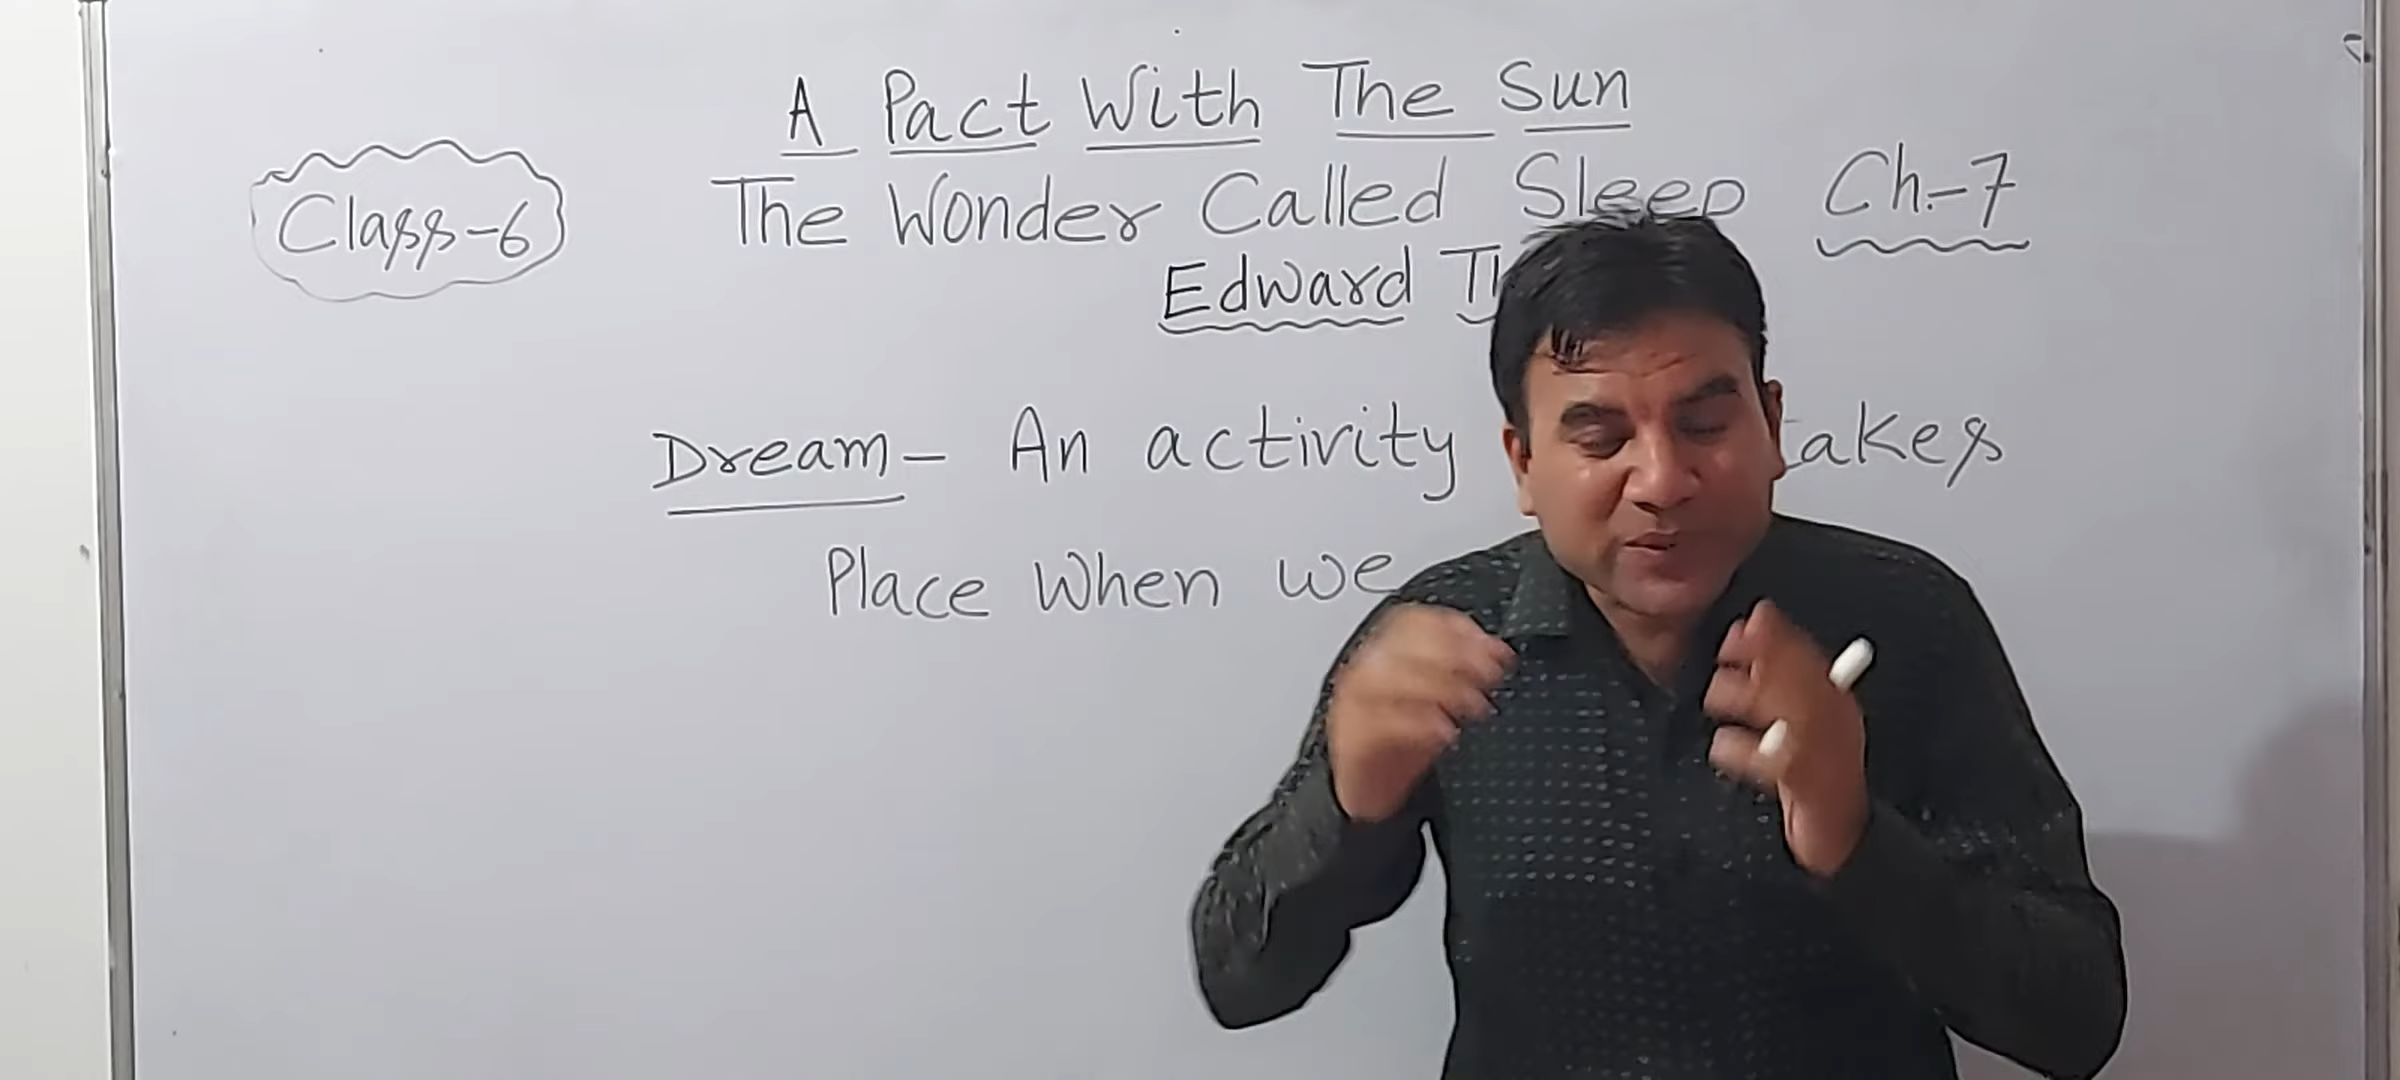 A Pact With The Sun
Class-6
The Wonder Called Sleep Ch.-7
Edward
Dream - An activity
Place when we